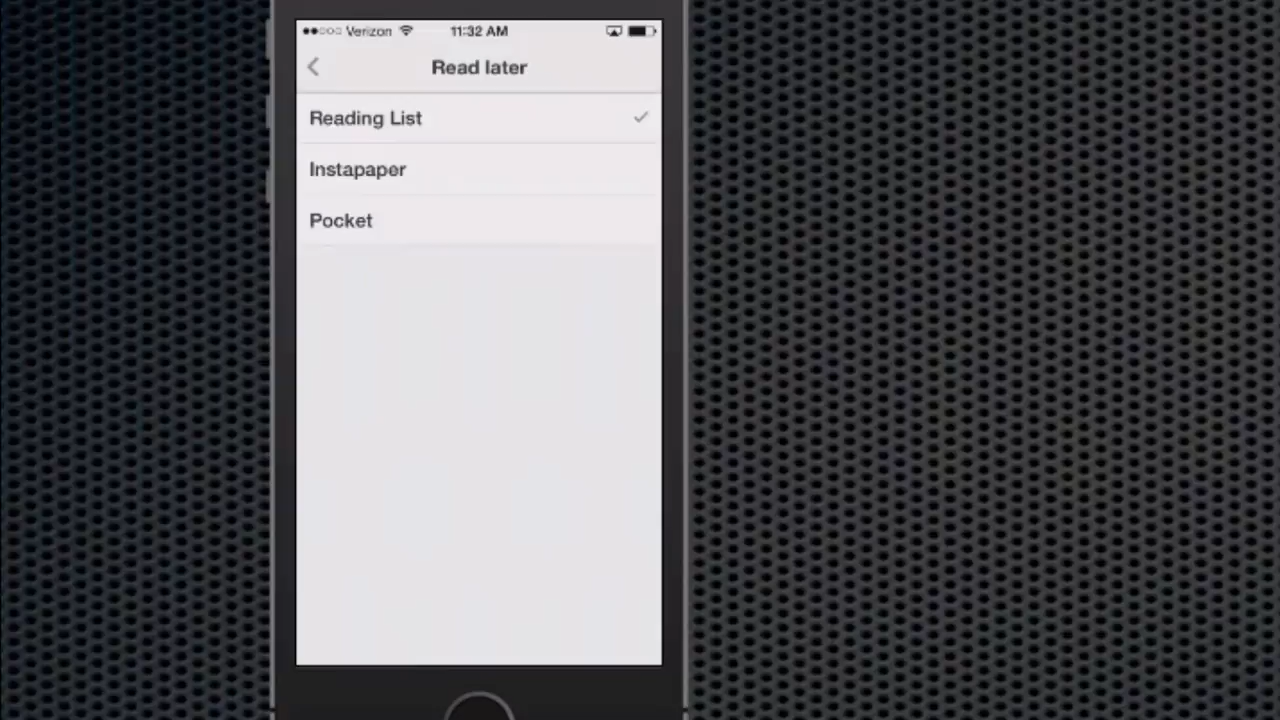 Verizon 11:32 AM
Read later
Reading List
Instapaper
Pocket